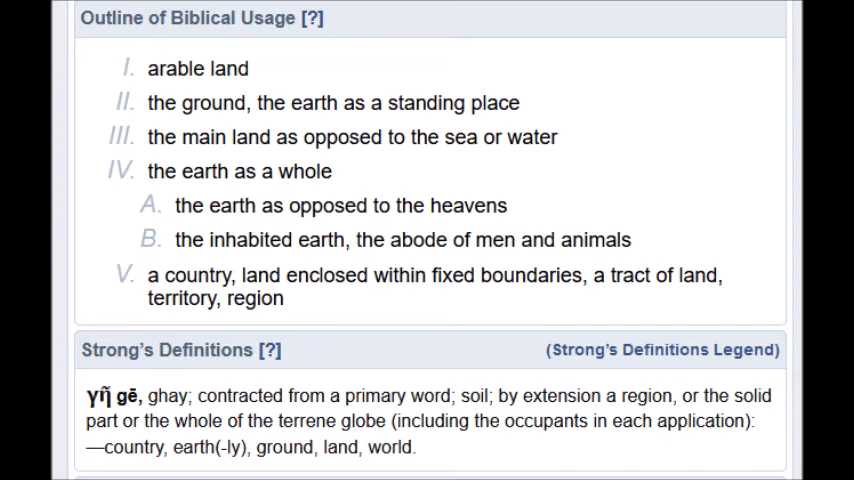 Outline of Biblical Usage [?]
I. arable land
II. the ground, the earth as a standing place
III. the main land as opposed to the sea or water
IV. the earth as a whole
A. the earth as opposed to the heavens
B. the inhabited earth, the abode of men and animals
V. a country, land enclosed within fixed boundaries, a tract of land,
territory, region
Strong's Definitions [?] (Strong's Definitions Legend)
γῆ gē, ghay; contracted from a primary word; soil; by extension a region, or the solid
part or the whole of the terrene globe (including the occupants in each application):
—country, earth(-ly), ground, land, world.